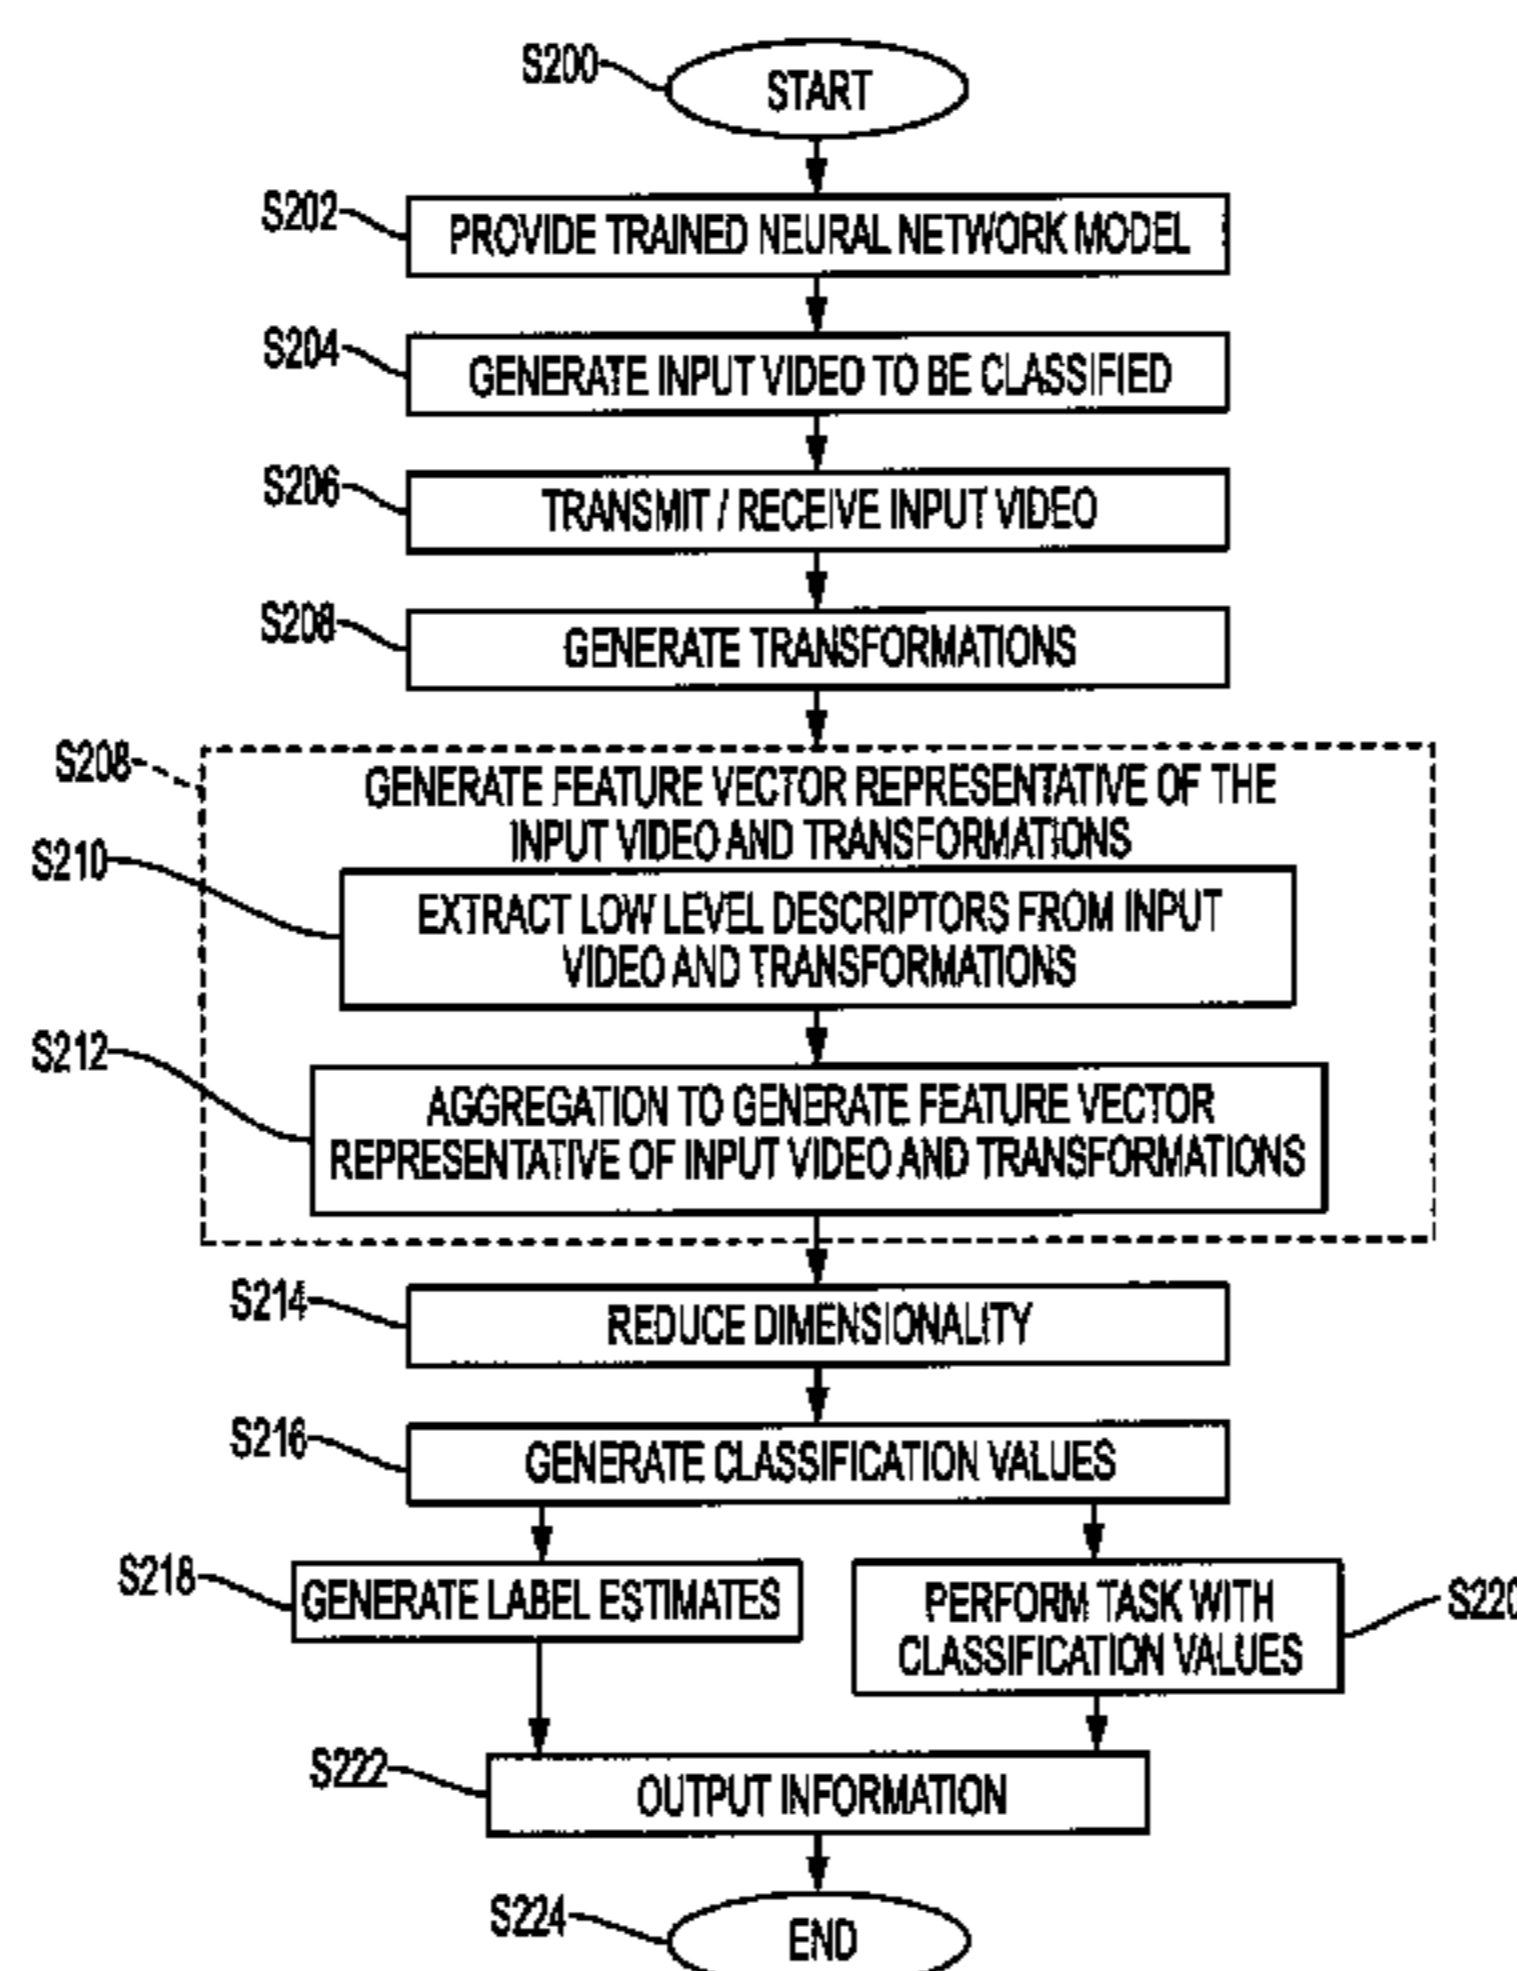 S200
START
S202
PROVIDE TRAINED NEURAL NETWORK MODEL
S204
GENERATE INPUT VIDEO TO BE CLASSIFIED
S206
TRANSMIT / RECEIVE INPUT VIDEO
S208
GENERATE TRANSFORMATIONS
S208
GENERATE FEATURE VECTOR REPRESENTATIVE OF THE
INPUT VIDEO AND TRANSFORMATIONS
S210
EXTRACT LOW LEVEL DESCRIPTORS FROM INPUT
VIDEO AND TRANSFORMATIONS
S212
AGGREGATION TO GENERATE FEATURE VECTOR
REPRESENTATIVE OF INPUT VIDEO AND TRANSFORMATIONS
S214
REDUCE DIMENSIONALITY
S216
GENERATE CLASSIFICATION VALUES
S218
GENERATE LABEL ESTIMATES
PERFORM TASK WITH
CLASSIFICATION VALUES
S220
S222
OUTPUT INFORMATION
S224
END